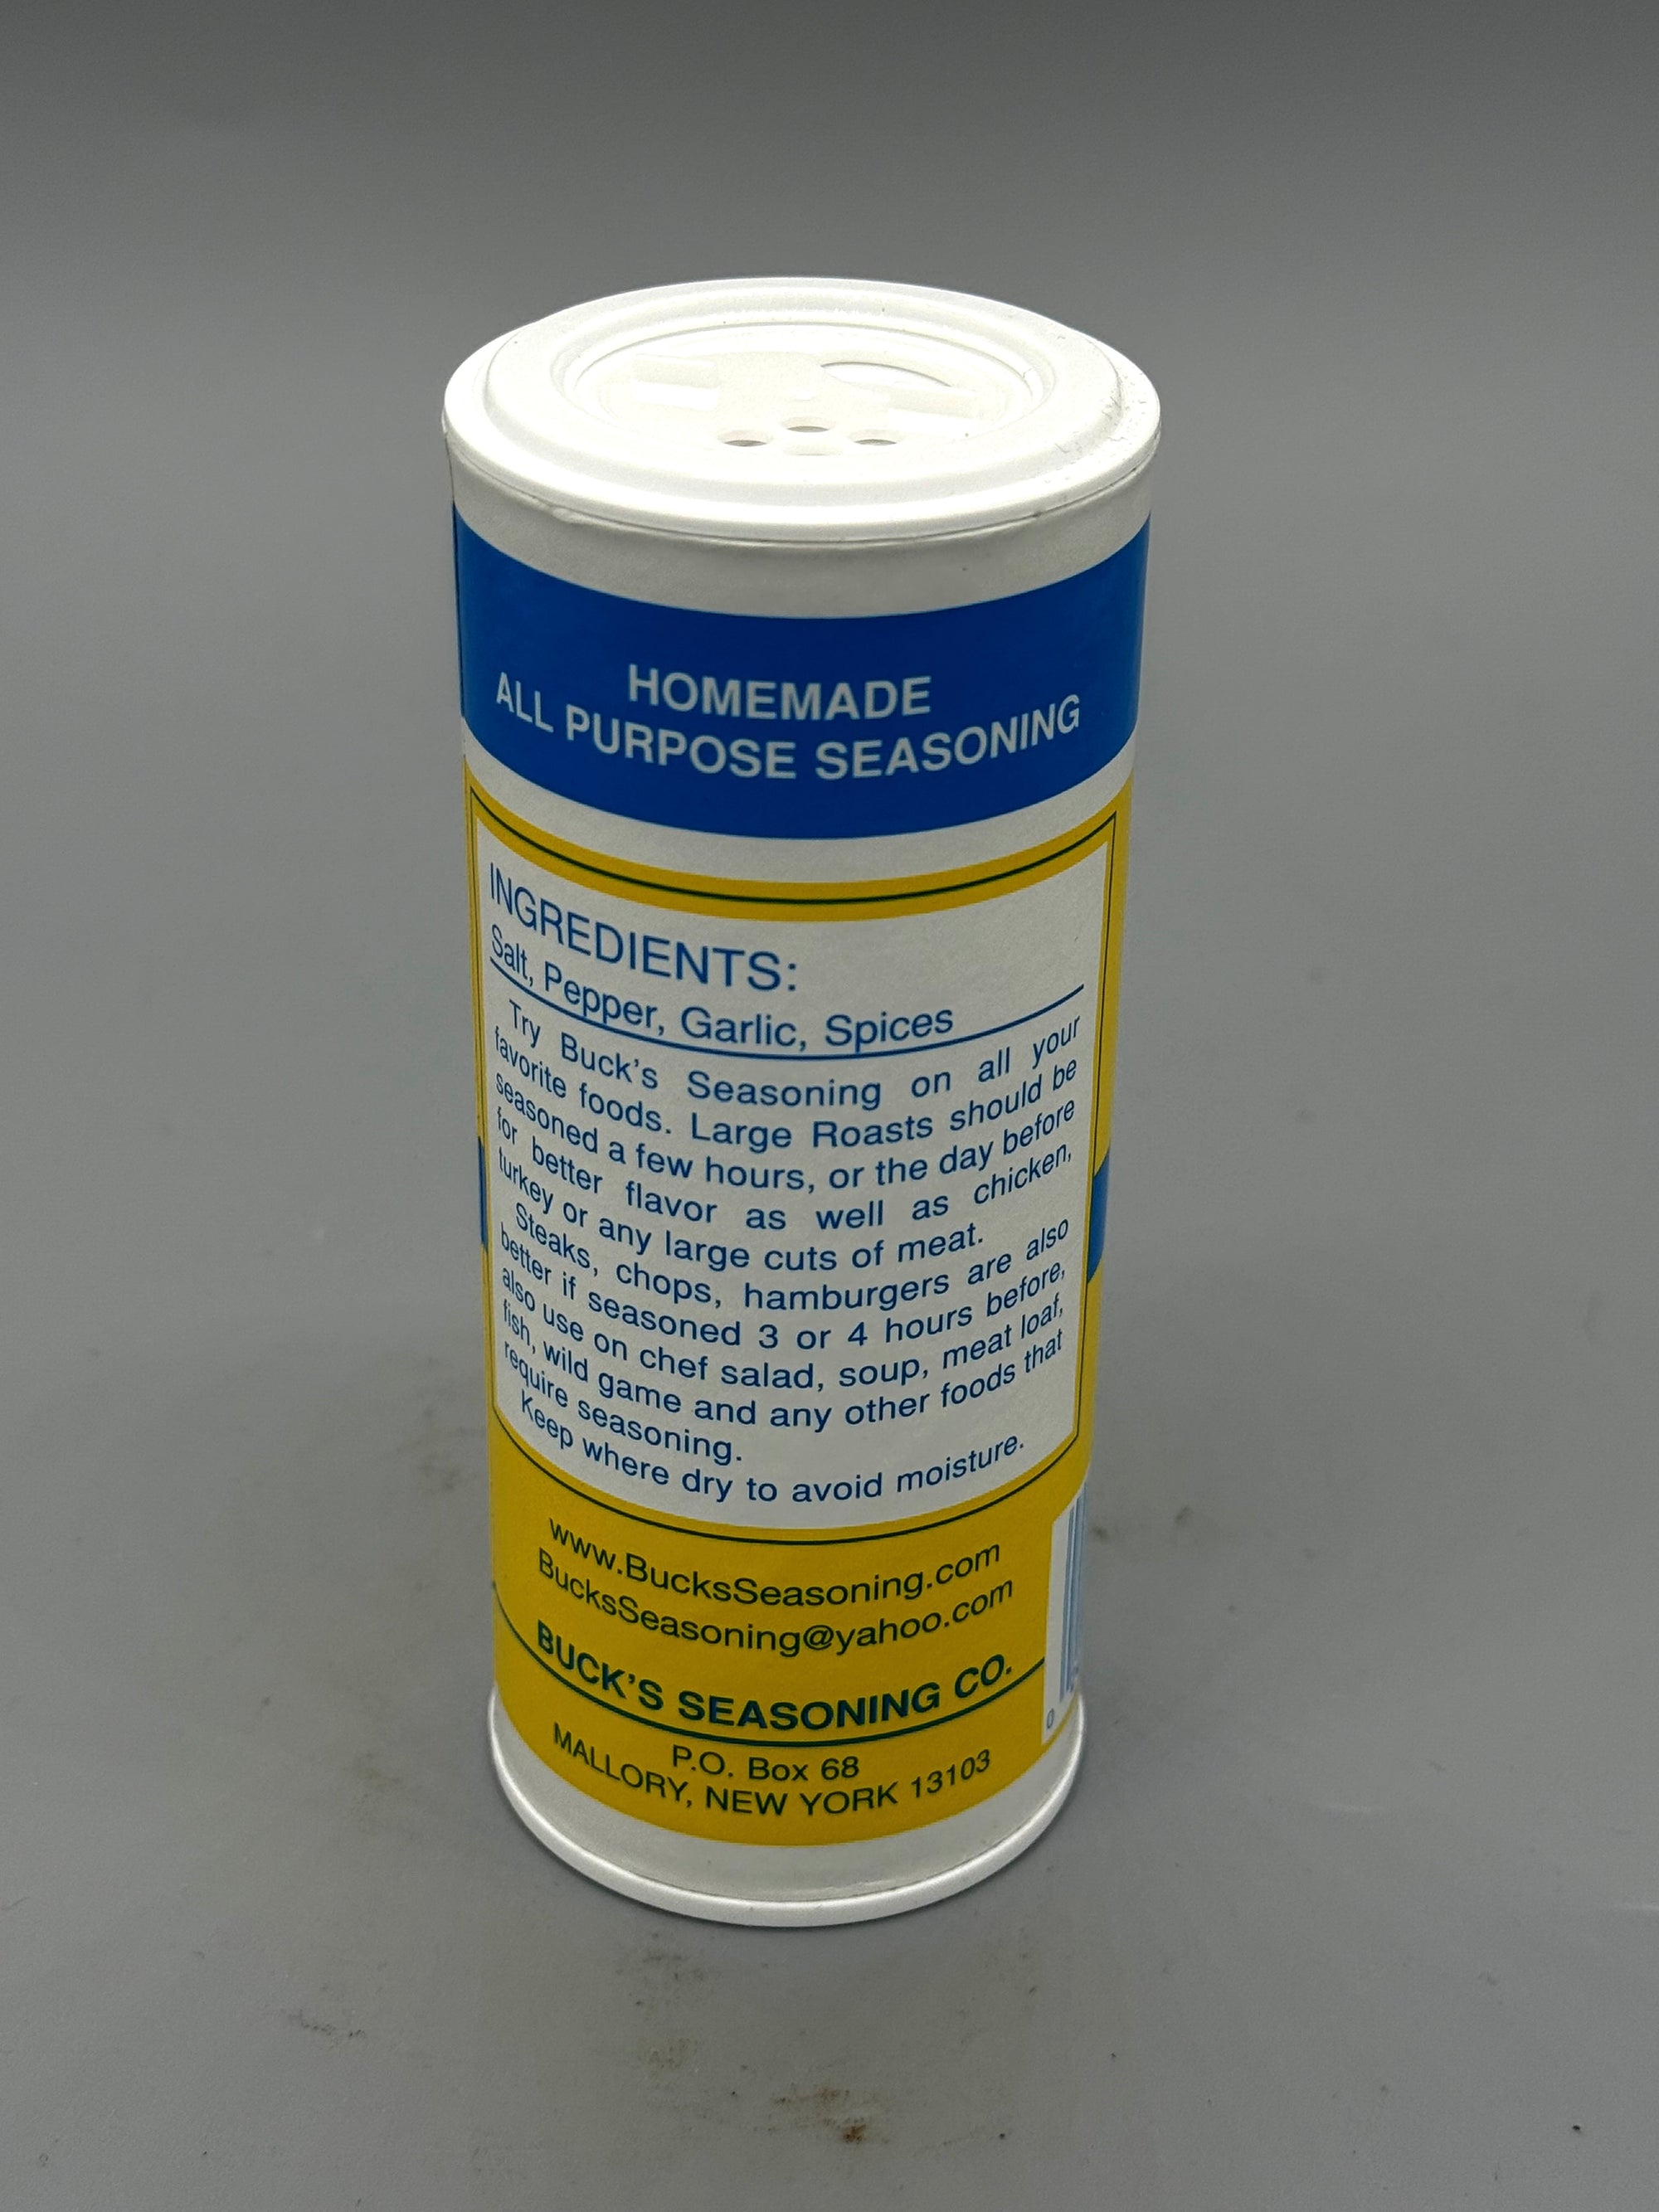 HOMEMADE
ALL PURPOSE SEASONING
INGREDIENTS:
Salt, Pepper, Garlic, Spices
Try Buck's Seasoning on all your
favorite foods. Large Roasts should be
seasoned a few hours, or the day before
for better flavor as well as chicken,
turkey or any large cuts of meat.
Steaks, chops, hamburgers are also
better if seasoned 3 or 4 hours before,
also use on chef salad, soup, meat loaf,
fish, wild game and any other foods that
require seasoning.
Keep where dry to avoid moisture.
www.BucksSeasoning.com
BucksSeasoning@yahoo.com
BUCK'S SEASONING CO.
P.O. Box 68
MALLORY, NEW YORK 13103
0